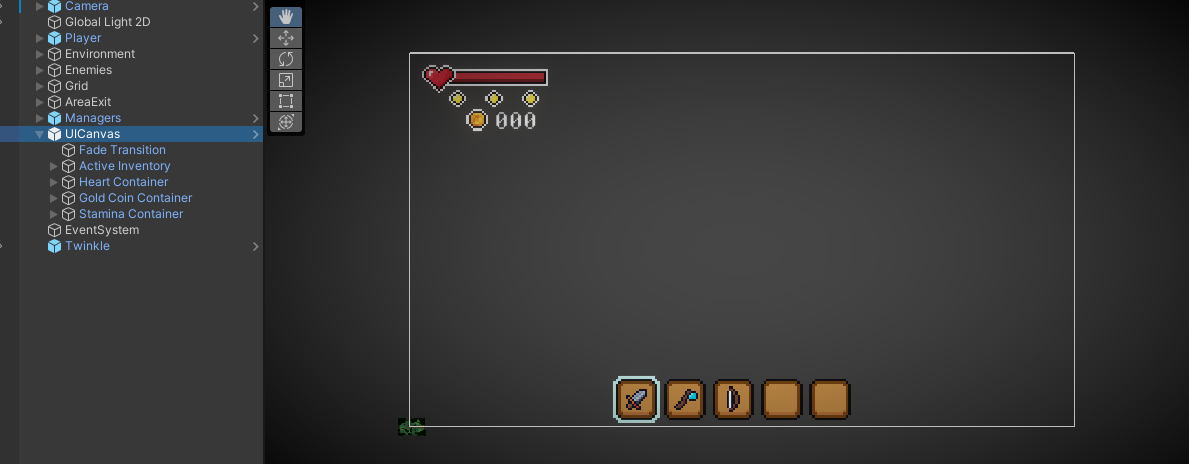 Camera
Global Light 2D
Player
Environment
Enemies
Grid
AreaExit
Managers
UICanvas
Fade Transition
Active Inventory
Heart Container
Gold Coin Container
Stamina Container
EventSystem
Twinkle
000